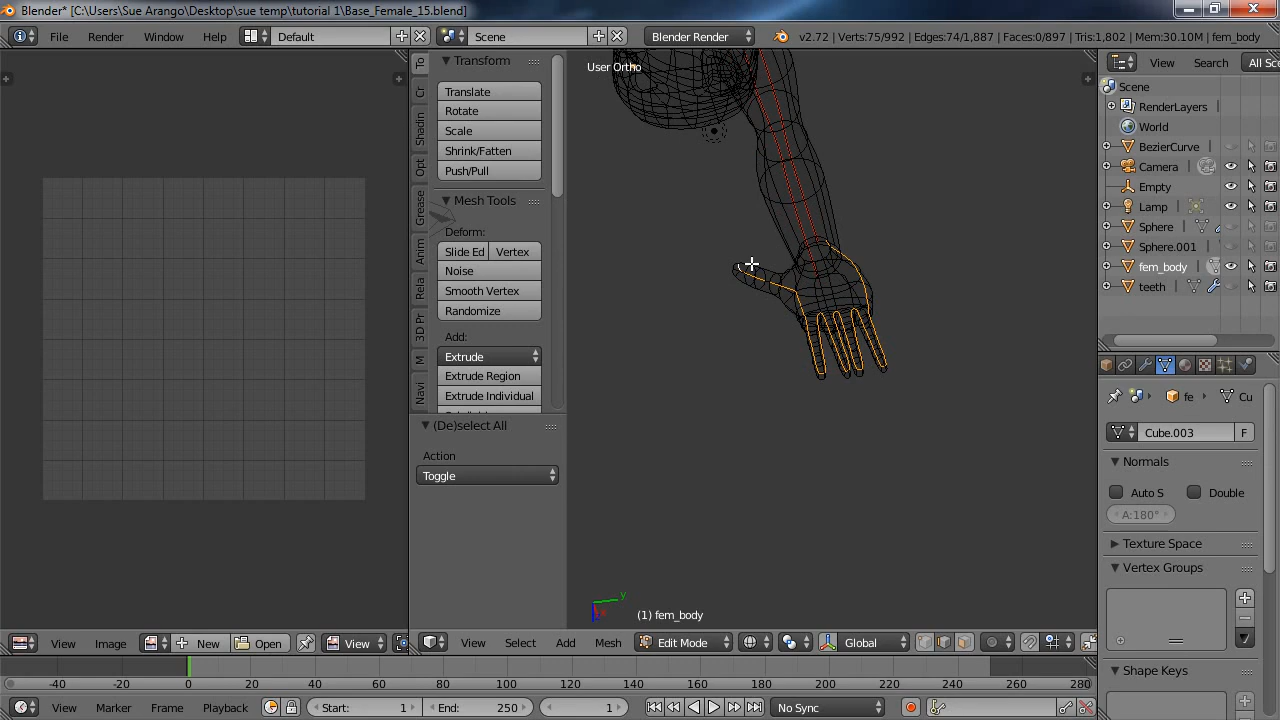 Blender* [C:\Users\Sue Arango\Desktop\sue temp\tutorial 1\Base_Female_15.blend]
File Render Window Help Default Scene Blender Render v2.72 | Verts:75/992 | Edges:74/1,887 | Faces:0/897 | Tris:1,802 | Mem:30.10M | fem_body
To
Cr
Shadin
Opt
Grease
Anim
Rela
3D Pr
M
Navi
Transform
Translate
Rotate
Scale
Shrink/Fatten
Push/Pull
Mesh Tools
Deform:
Slide Ed Vertex
Noise
Smooth Vertex
Randomize
Add:
Extrude
Extrude Region
Extrude Individual
(De)select All
Action
Toggle
User Ortho
y
(1) fem_body
View Search All Sce
Scene
RenderLayers
World
BezierCurve
Camera
Empty
Lamp
Sphere
Sphere.001
fem_body
teeth
fe Cu
Cube.003 F
Normals
Auto S Double
A:180°
Texture Space
Vertex Groups
Shape Keys
View Image New Open View
View Select Add Mesh Edit Mode Global
-40 -20 0 20 40 60 80 100 120 140 160 180 200 220 240 260 280
View Marker Frame Playback Start: 1 End: 250 1 No Sync